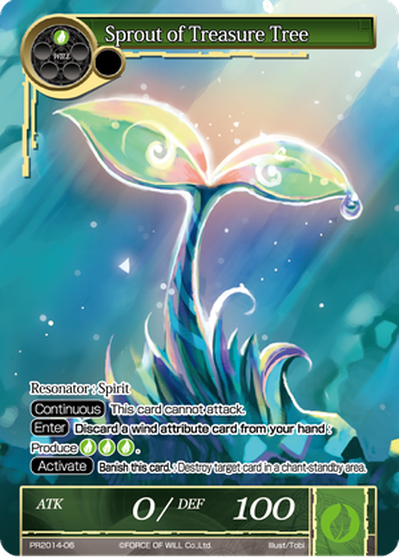 Sprout of Treasure Tree
WILL
Resonator : Spirit
Continuous This card cannot attack.
Enter Discard a wind attribute card from your hand :
Produce .
Activate Banish this card. : Destroy target card in a chant-standby area.
ATK 0 / DEF 100
PR2014-06 ©FORCE OF WILL Co.,Ltd. Illust/Tobi